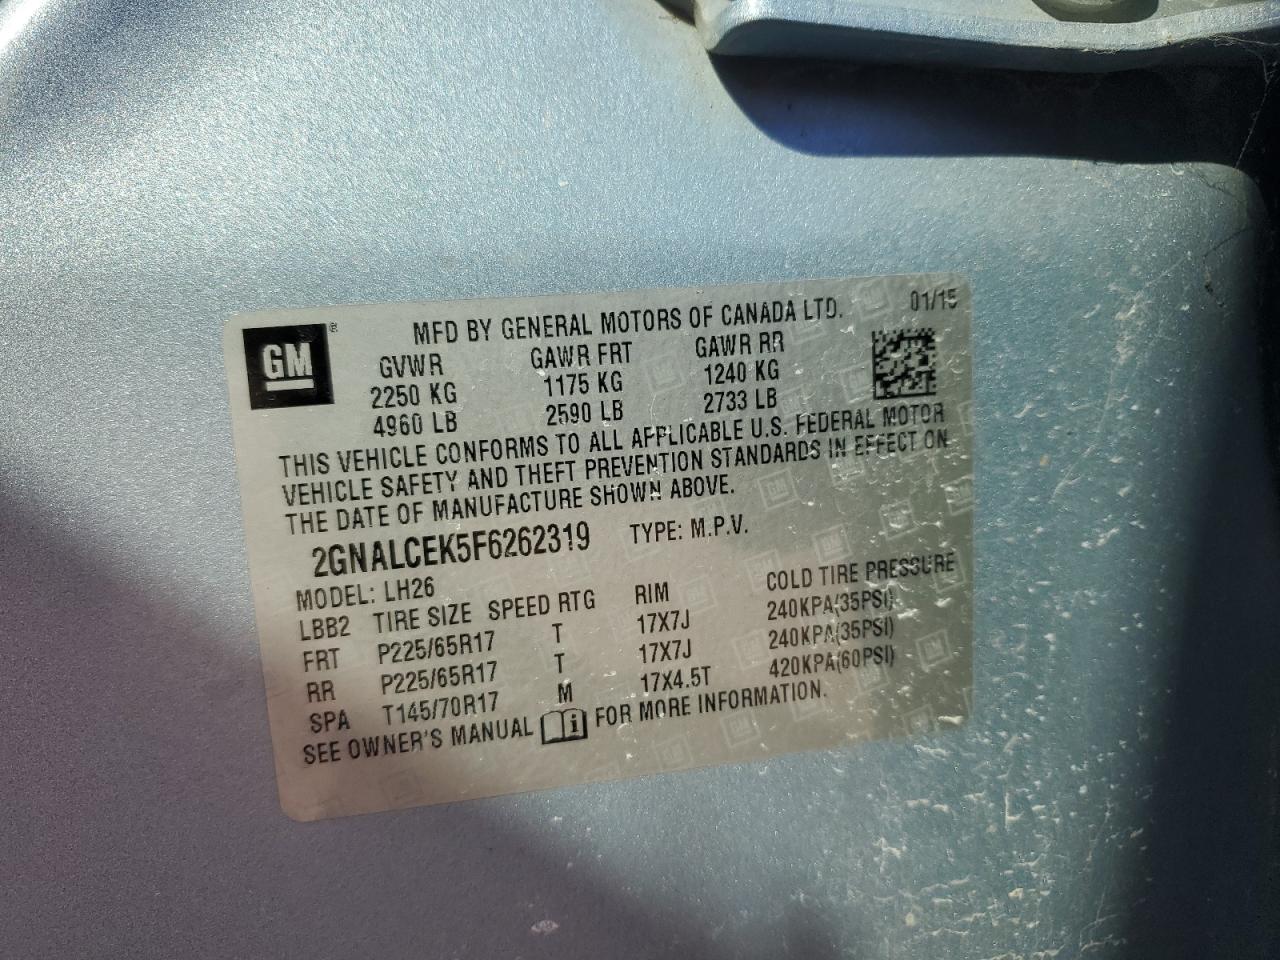 GM ®
MFD BY GENERAL MOTORS OF CANADA LTD. 01/15
GVWR GAWR FRT GAWR RR
2250 KG 1175 KG 1240 KG
4960 LB 2590 LB 2733 LB
THIS VEHICLE CONFORMS TO ALL APPLICABLE U.S. FEDERAL MOTOR
VEHICLE SAFETY AND THEFT PREVENTION STANDARDS IN EFFECT ON
THE DATE OF MANUFACTURE SHOWN ABOVE.
2GNALCEK5F6262319 TYPE: M.P.V.
MODEL: LH26
LBB2 TIRE SIZE SPEED RTG RIM COLD TIRE PRESSURE
FRT P225/65R17 T 17X7J 240KPA(35PSI)
RR P225/65R17 T 17X7J 240KPA(35PSI)
SPA T145/70R17 M 17X4.5T 420KPA(60PSI)
SEE OWNER'S MANUAL FOR MORE INFORMATION.